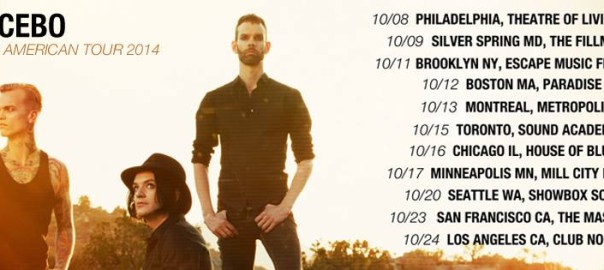 CEBO
AMERICAN TOUR 2014
10/08 PHILADELPHIA, THEATRE OF LIVI
10/09 SILVER SPRING MD, THE FILLM
10/11 BROOKLYN NY, ESCAPE MUSIC F
10/12 BOSTON MA, PARADISE
10/13 MONTREAL, METROPOLI
10/15 TORONTO, SOUND ACADE
10/16 CHICAGO IL, HOUSE OF BLU
10/17 MINNEAPOLIS MN, MILL CITY
10/20 SEATTLE WA, SHOWBOX SO
10/23 SAN FRANCISCO CA, THE MAS
10/24 LOS ANGELES CA, CLUB NO